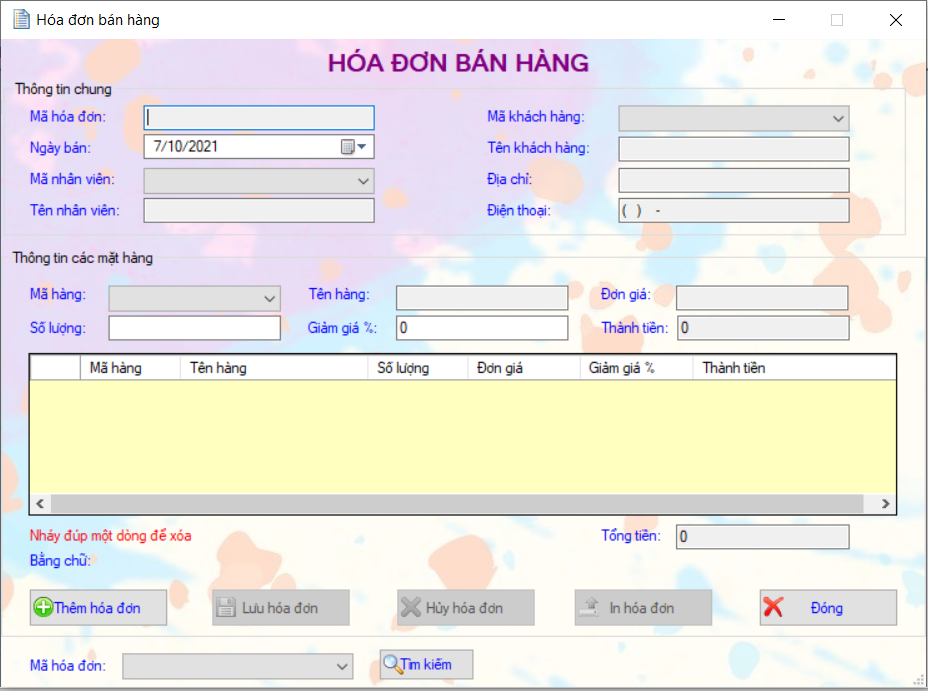 Hóa đơn bán hàng
HÓA ĐƠN BÁN HÀNG
Thông tin chung
Mã hóa đơn:
Mã khách hàng:
Ngày bán: 7/10/2021
Tên khách hàng:
Mã nhân viên:
Địa chỉ:
Tên nhân viên:
Điện thoại: ( ) -
Thông tin các mặt hàng
Mã hàng: Tên hàng: Đơn giá:
Số lượng: Giảm giá %: 0 Thành tiền: 0
Mã hàng Tên hàng Số lượng Đơn giá Giảm giá % Thành tiền
Nháy đúp một dòng để xóa
Tổng tiền: 0
Bằng chữ:
Thêm hóa đơn Lưu hóa đơn Hủy hóa đơn In hóa đơn Đóng
Mã hóa đơn: Tìm kiếm